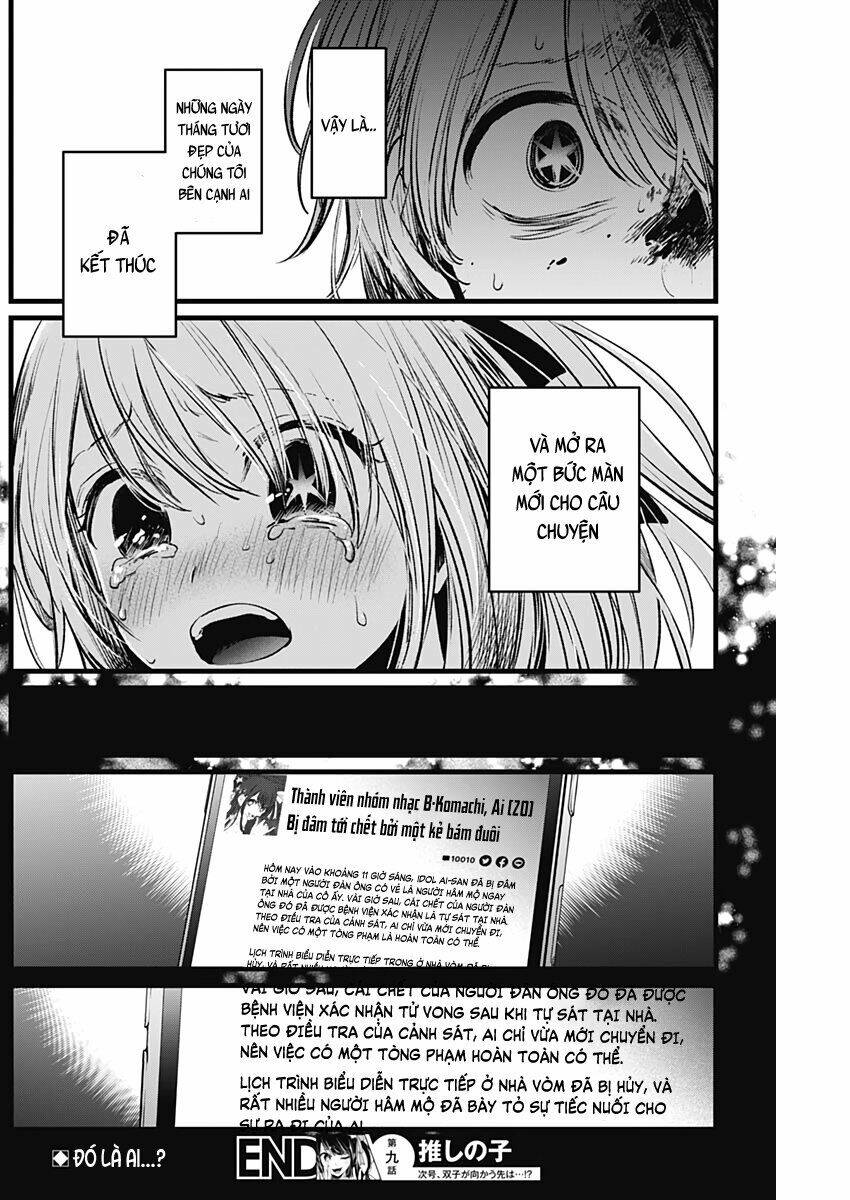 VẬY LÀ...
NHỮNG NGÀY
THÁNG TƯƠI
ĐẸP CỦA
CHÚNG TÔI
BÊN CẠNH AI
ĐÃ
KẾT THÚC
VÀ MỞ RA
MỘT BỨC MÀN
MỚI CHO CÂU
CHUYỆN
Thành viên nhóm nhạc B-Komachi, Ai [20]
Bị đâm tới chết bởi một kẻ bám đuôi
10010
HÔM NAY VÀO KHOẢNG 11 GIỜ SÁNG, IDOL AI-SAN ĐÃ BỊ ĐÂM
BỞI MỘT NGƯỜI ĐÀN ÔNG CÓ VẺ LÀ NGƯỜI HÂM MỘ NGAY
TẠI NHÀ CỦA CÔ ẤY. VÀI GIỜ SAU, CÁI CHẾT CỦA NGƯỜI ĐÀN
ÔNG ĐÓ ĐÃ ĐƯỢC BỆNH VIỆN XÁC NHẬN LÀ TỰ SÁT TẠI NHÀ.
THEO ĐIỀU TRA CỦA CẢNH SÁT, AI CHỈ VỪA MỚI CHUYỂN ĐI,
NÊN VIỆC CÓ MỘT TÒNG PHẠM LÀ HOÀN TOÀN CÓ THỂ.
LỊCH TRÌNH BIỂU DIỄN TRỰC TIẾP TRONG Ở NHÀ VÒM ĐÃ BỊ
HỦY, VÀ RẤT NHIỀU
VÀI GIỜ SAU, CÁI CHẾT CỦA NGƯỜI ĐÀN ÔNG ĐÓ ĐÃ ĐƯỢC
BỆNH VIỆN XÁC NHẬN TỬ VONG SAU KHI TỰ SÁT TẠI NHÀ.
THEO ĐIỀU TRA CỦA CẢNH SÁT, AI CHỈ VỪA MỚI CHUYỂN ĐI,
NÊN VIỆC CÓ MỘT TÒNG PHẠM HOÀN TOÀN CÓ THỂ.
LỊCH TRÌNH BIỂU DIỄN TRỰC TIẾP Ở NHÀ VÒM ĐÃ BỊ HỦY, VÀ
RẤT NHIỀU NGƯỜI HÂM MỘ ĐÃ BÀY TỎ SỰ TIẾC NUỐI CHO
SỰ RA ĐI CỦA AI
ĐÓ LÀ AI...?
END
第九話
推しの子
次号、双子が向かう先は…!?